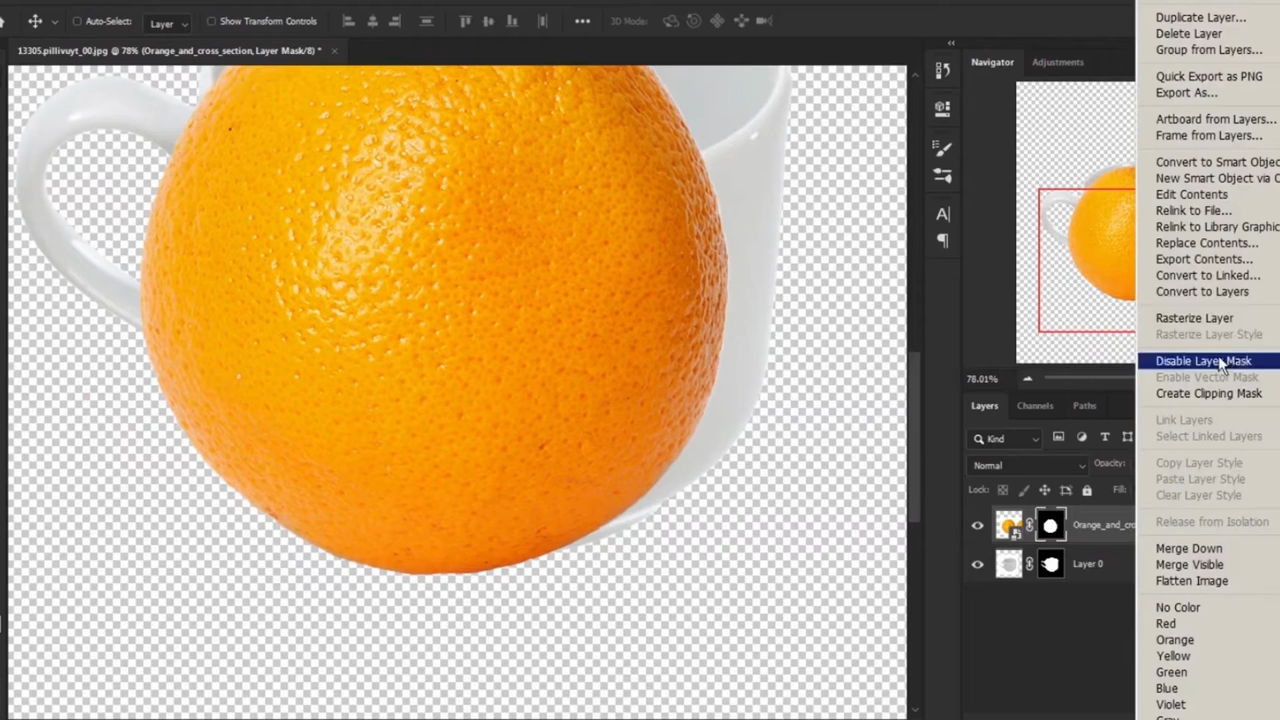 Auto-Select: Layer Show Transform Controls 3D Mode:
13305.pillivuyt_00.jpg @ 78% (Orange_and_cross_section, Layer Mask/8) * ×
Navigator Adjustments
78.01%
Layers Channels Paths
Kind
Normal Opacity:
Lock: Fill:
Orange_and_cro
Layer 0
Duplicate Layer...
Delete Layer
Group from Layers...
Quick Export as PNG
Export As...
Artboard from Layers...
Frame from Layers...
Convert to Smart Objec
New Smart Object via C
Edit Contents
Relink to File...
Relink to Library Graphic
Replace Contents...
Export Contents...
Convert to Linked...
Convert to Layers
Rasterize Layer
Rasterize Layer Style
Disable Layer Mask
Enable Vector Mask
Create Clipping Mask
Link Layers
Select Linked Layers
Copy Layer Style
Paste Layer Style
Clear Layer Style
Release from Isolation
Merge Down
Merge Visible
Flatten Image
No Color
Red
Orange
Yellow
Green
Blue
Violet